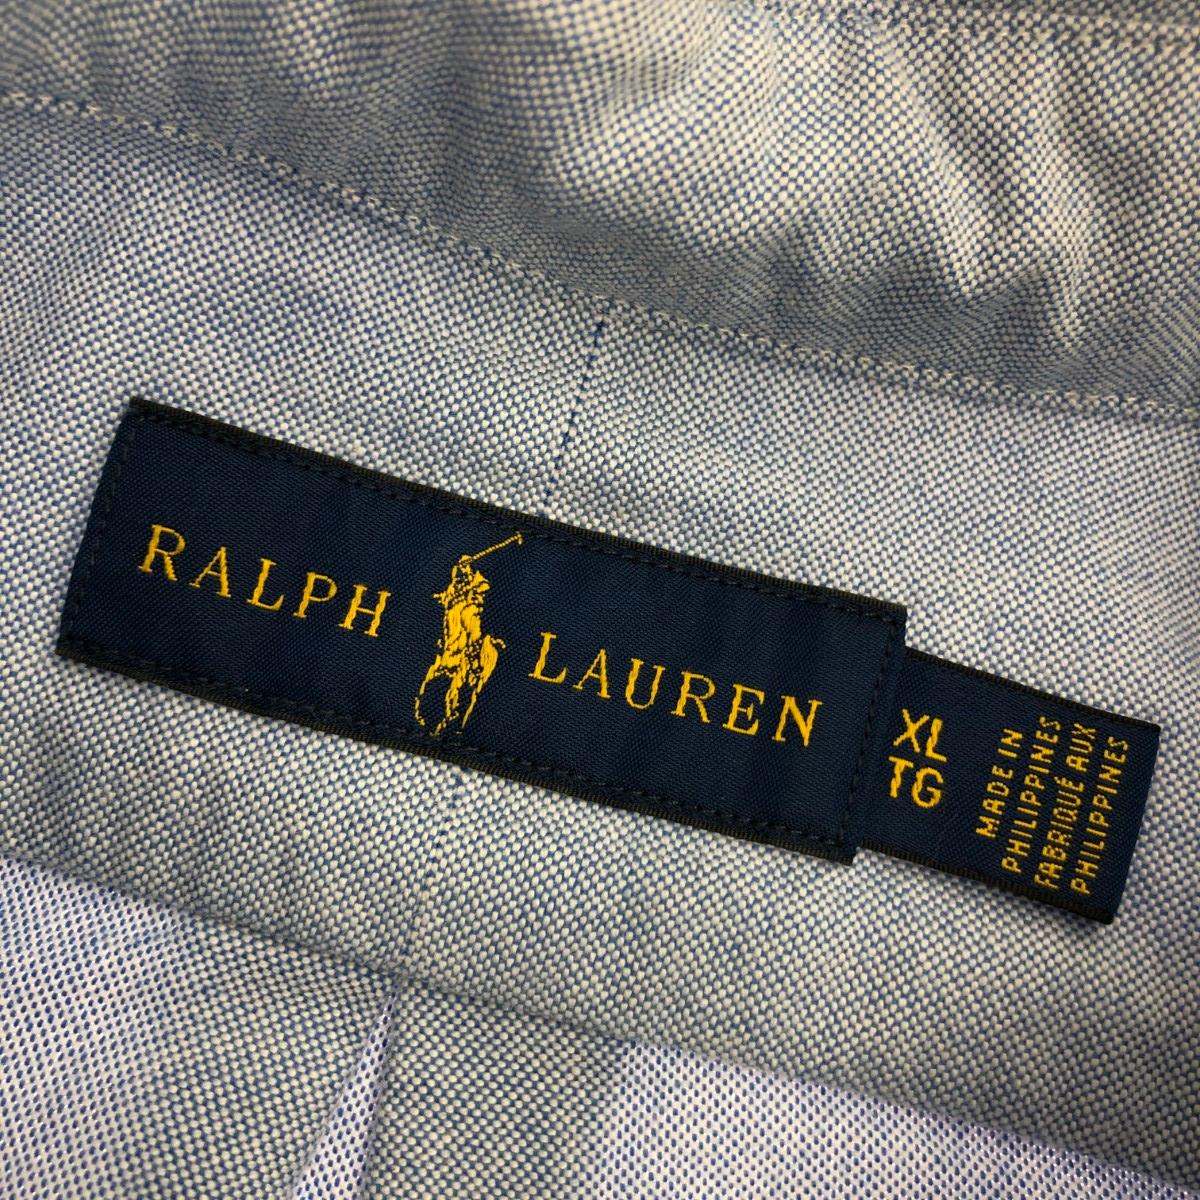 RALPH LAUREN
XL
TG
MADE IN
PHILIPPINES
FABRIQUÉ AUX
PHILIPPINES